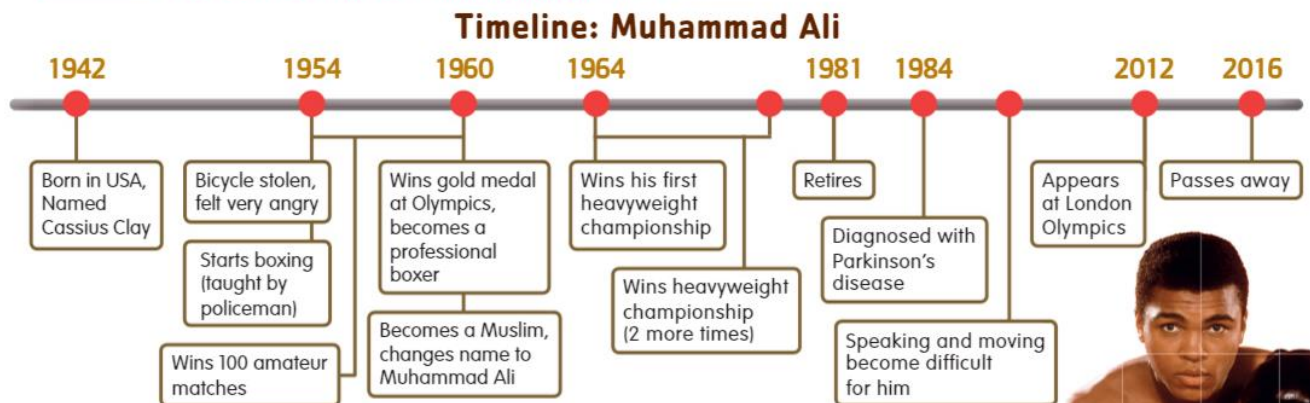 Timeline: Muhammad Ali
1942
1954
1960
1964
1981
1984
2012
2016
Born in USA,
Named
Cassius Clay
Bicycle stolen,
felt very angry
Starts boxing
(taught by
policeman)
Wins 100 amateur
matches
Wins gold medal
at Olympics,
becomes a
professional
boxer
Becomes a Muslim,
changes name to
Muhammad Ali
Wins his first
heavyweight
championship
Wins heavyweight
championship
(2 more times)
Retires
Diagnosed with
Parkinson's
disease
Speaking and moving
become difficult
for him
Appears
at London
Olympics
Passes away